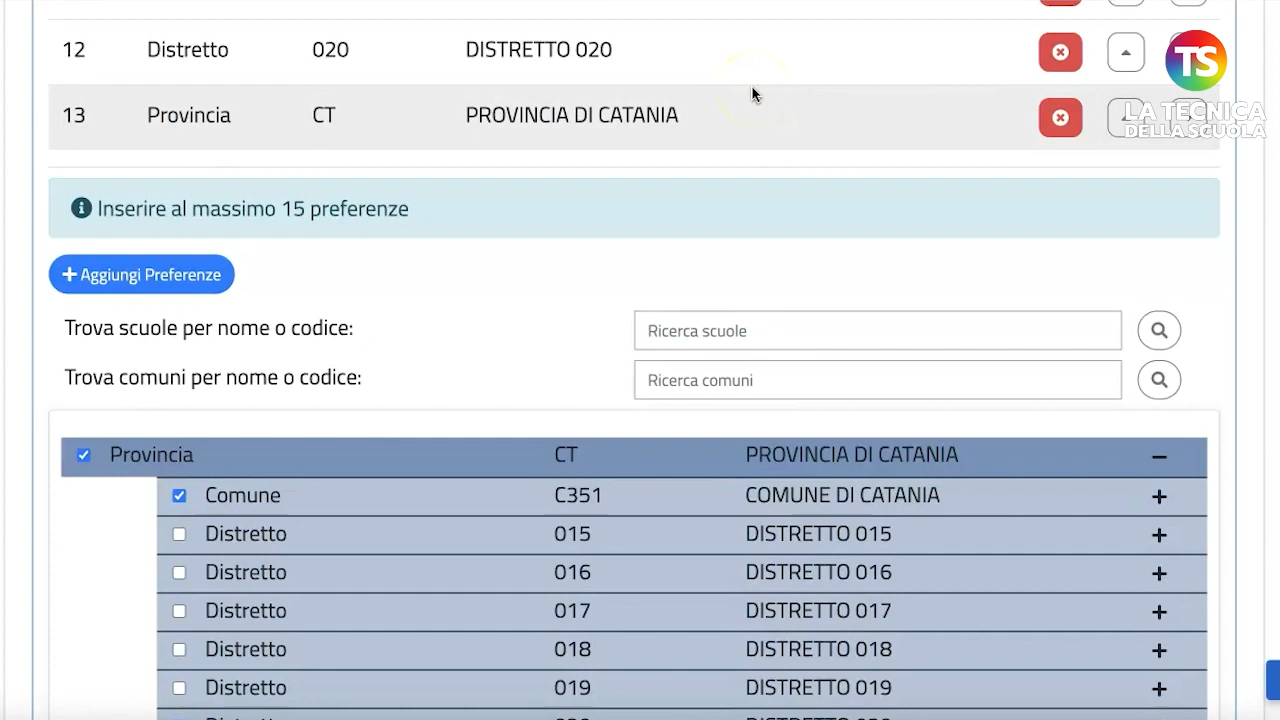 12 Distretto 020 DISTRETTO 020
TS
13 Provincia CT PROVINCIA DI CATANIA
LA TECNICA
DELLA SCUOLA
Inserire al massimo 15 preferenze
Aggiungi Preferenze
Trova scuole per nome o codice: Ricerca scuole
Trova comuni per nome o codice: Ricerca comuni
Provincia CT PROVINCIA DI CATANIA
Comune C351 COMUNE DI CATANIA
Distretto 015 DISTRETTO 015
Distretto 016 DISTRETTO 016
Distretto 017 DISTRETTO 017
Distretto 018 DISTRETTO 018
Distretto 019 DISTRETTO 019